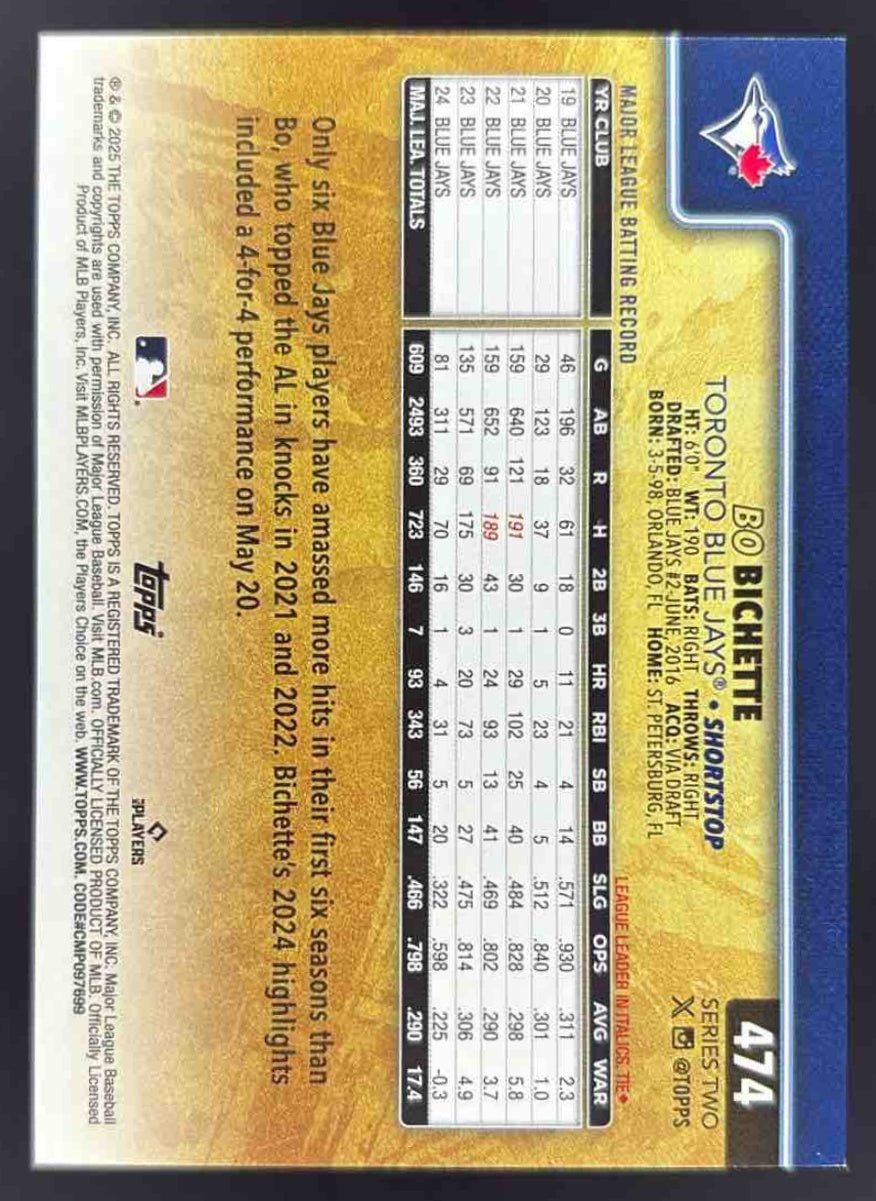 474
SERIES TWO
X @TOPPS
BO BICHETTE
TORONTO BLUE JAYS® • SHORTSTOP
HT: 6'0" WT: 190 BATS: RIGHT THROWS: RIGHT
DRAFTED: BLUE JAYS #2-JUNE, 2016 ACQ: VIA DRAFT
BORN: 3-5-98, ORLANDO, FL HOME: ST. PETERSBURG, FL
MAJOR LEAGUE BATTING RECORD LEAGUE LEADER IN ITALICS, TIE♦
YR CLUB G AB R H 2B 3B HR RBI SB BB SLG OPS AVG WAR
19 BLUE JAYS 46 196 32 61 18 0 11 21 4 14 .571 .930 .311 2.3
20 BLUE JAYS 29 123 18 37 9 1 5 23 4 5 .512 .840 .301 1.0
21 BLUE JAYS 159 640 121 191 30 1 29 102 25 40 .484 .828 .298 5.8
22 BLUE JAYS 159 652 91 189 43 1 24 93 13 41 .469 .802 .290 3.7
23 BLUE JAYS 135 571 69 175 30 3 20 73 5 27 .475 .814 .306 4.9
24 BLUE JAYS 81 311 29 70 16 1 4 31 5 20 .322 .598 .225 -0.3
MAJ. LEA. TOTALS 609 2493 360 723 146 7 93 343 56 147 .466 .798 .290 17.4
Only six Blue Jays players have amassed more hits in their first six seasons than
Bo, who topped the AL in knocks in 2021 and 2022. Bichette's 2024 highlights
included a 4-for-4 performance on May 20.
topps
MLB PLAYERS
® & © 2025 THE TOPPS COMPANY, INC. ALL RIGHTS RESERVED. TOPPS IS A REGISTERED TRADEMARK OF THE TOPPS COMPANY, INC. Major League Baseball
trademarks and copyrights are used with permission of Major League Baseball. Visit MLB.com. OFFICIALLY LICENSED PRODUCT OF MLB. Officially Licensed
Product of MLB Players, Inc. Visit MLBPLAYERS.COM, the Players Choice on the web. WWW.TOPPS.COM. CODE#CMP097699